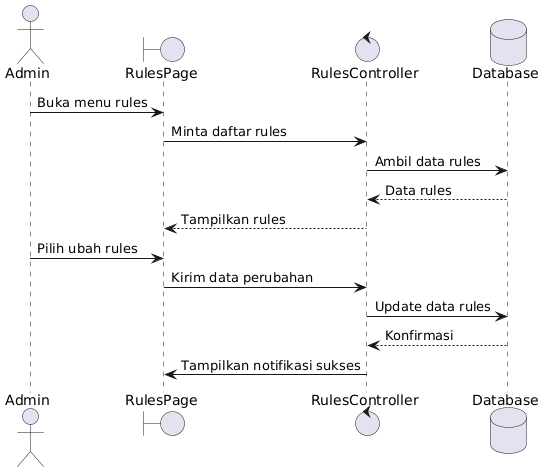 Admin
RulesPage
RulesController
Database
Buka menu rules
Minta daftar rules
Ambil data rules
Data rules
Tampilkan rules
Pilih ubah rules
Kirim data perubahan
Update data rules
Konfirmasi
Tampilkan notifikasi sukses
Admin
RulesPage
RulesController
Database